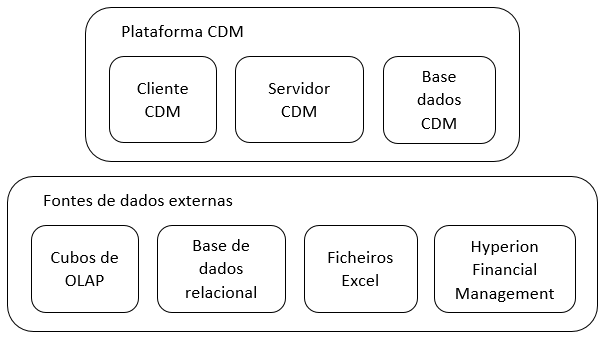 Plataforma CDM
Cliente
CDM
Servidor
CDM
Base
dados
CDM
Fontes de dados externas
Cubos de
OLAP
Base de
dados
relacional
Ficheiros
Excel
Hyperion
Financial
Management